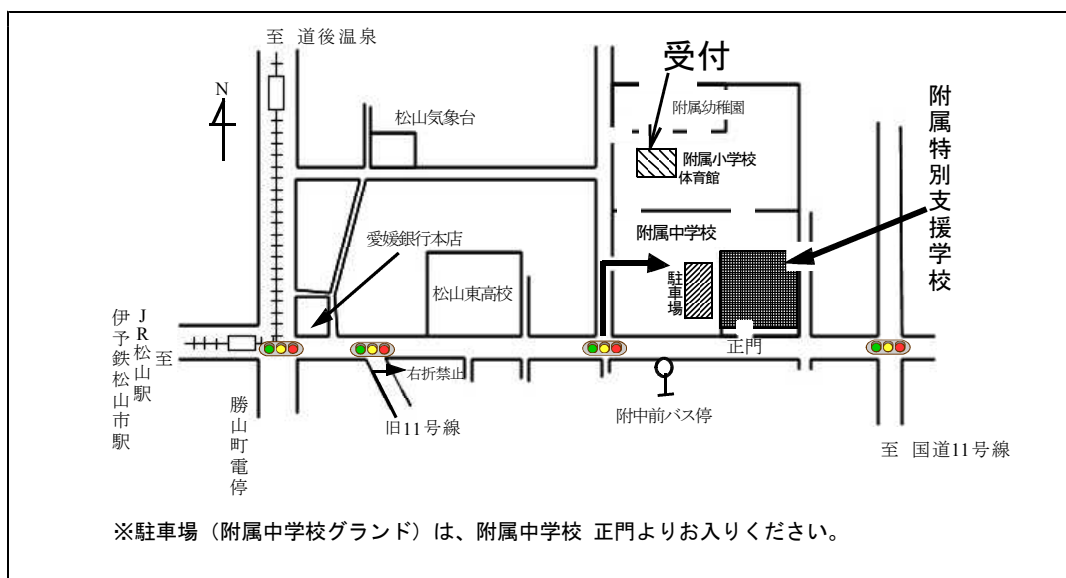 至 道後温泉
N
受付
附属幼稚園
附属特別支援学校
松山気象台
附属小学校
体育館
愛媛銀行本店
附属中学校
松山東高校
駐車場
JR松山駅
伊予鉄松山市駅
至
正門
右折禁止
勝山町電停
旧11号線
附中前バス停
至 国道11号線
※駐車場（附属中学校グランド）は、附属中学校 正門よりお入りください。